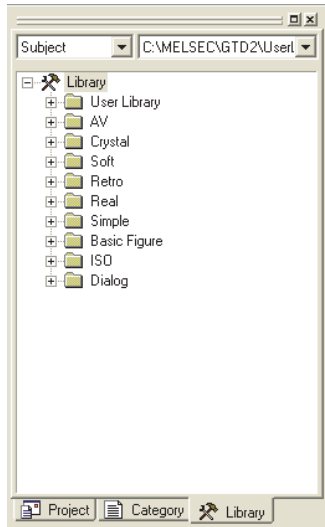 Subject C:\MELSEC\GTD2\Userl
Library
User Library
AV
Crystal
Soft
Retro
Real
Simple
Basic Figure
ISO
Dialog
Project Category Library